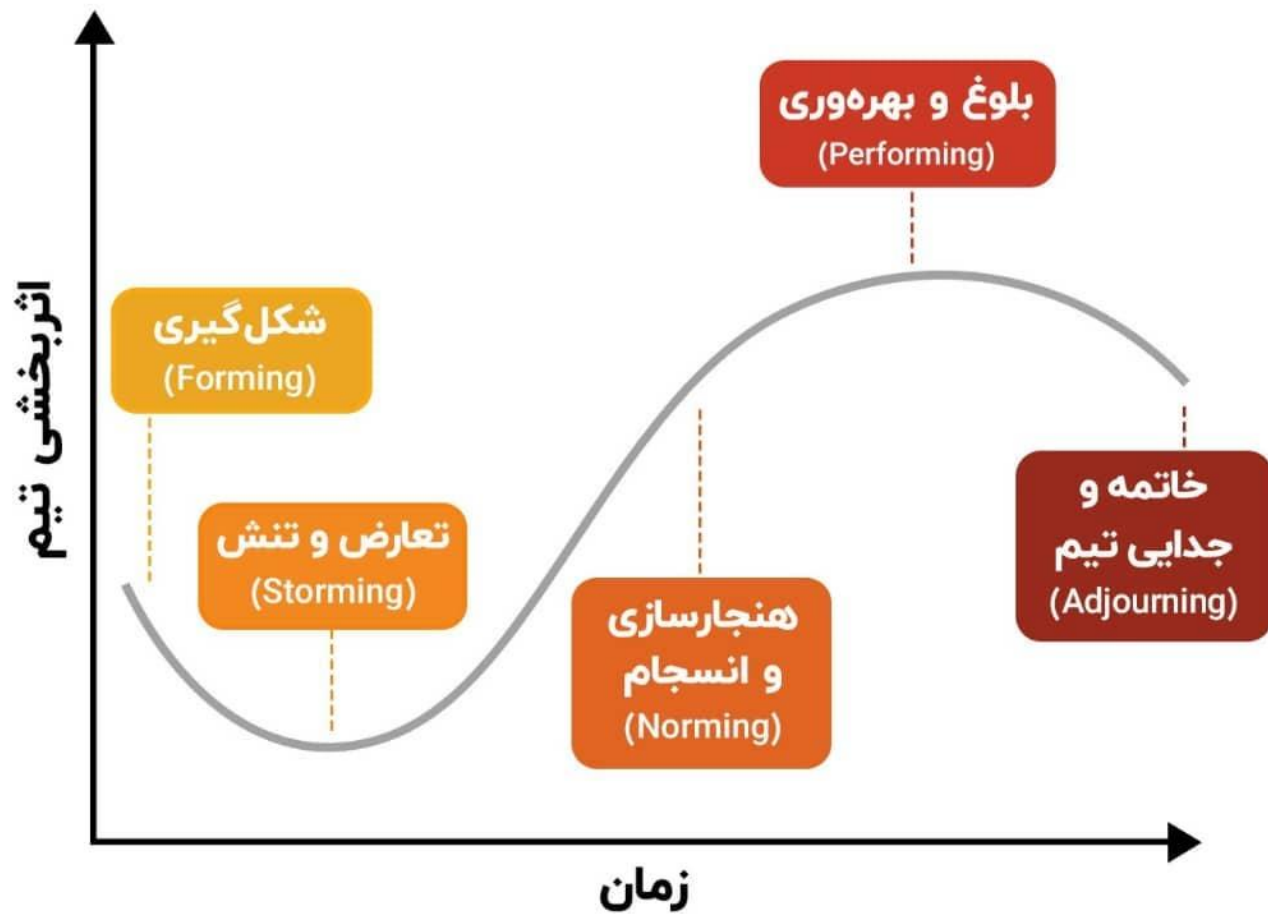 بلوغ و بهره‌وری
(Performing)
شکل‌گیری
(Forming)
اثربخشی تیم
تعارض و تنش
(Storming)
هنجارسازی
و انسجام
(Norming)
خاتمه و
جدایی تیم
(Adjourning)
زمان